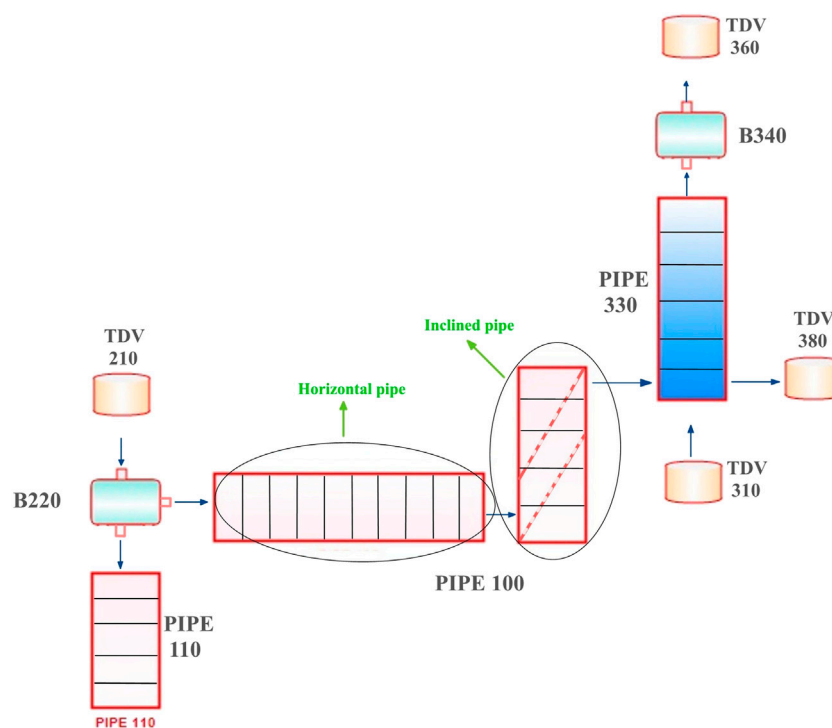 TDV
360
B340
PIPE
330
Inclined pipe
TDV
380
TDV
210
Horizontal pipe
TDV
310
B220
PIPE 100
PIPE
110
PIPE 110